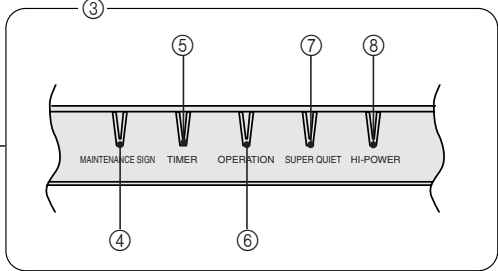 ③
⑤ ⑦ ⑧
MAINTENANCE SIGN TIMER OPERATION SUPER QUIET HI-POWER
④ ⑥